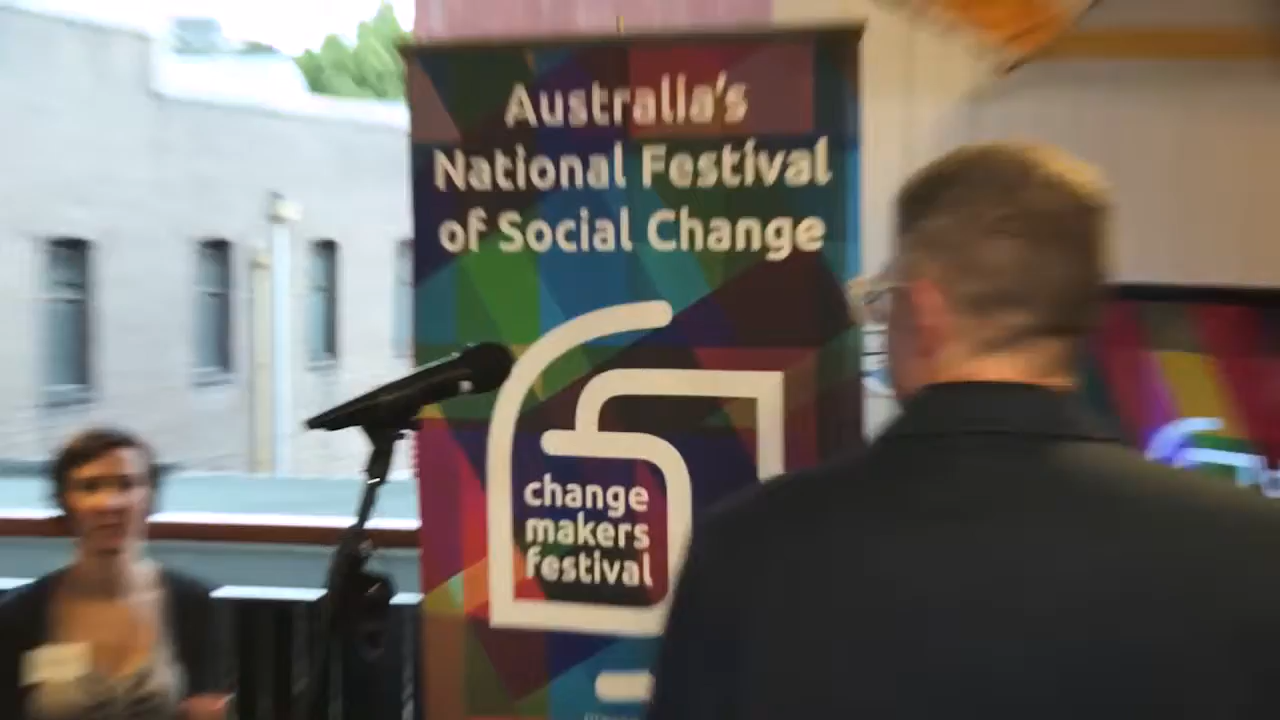 Australia's
National Festival
of Social Change
change
makers
festival